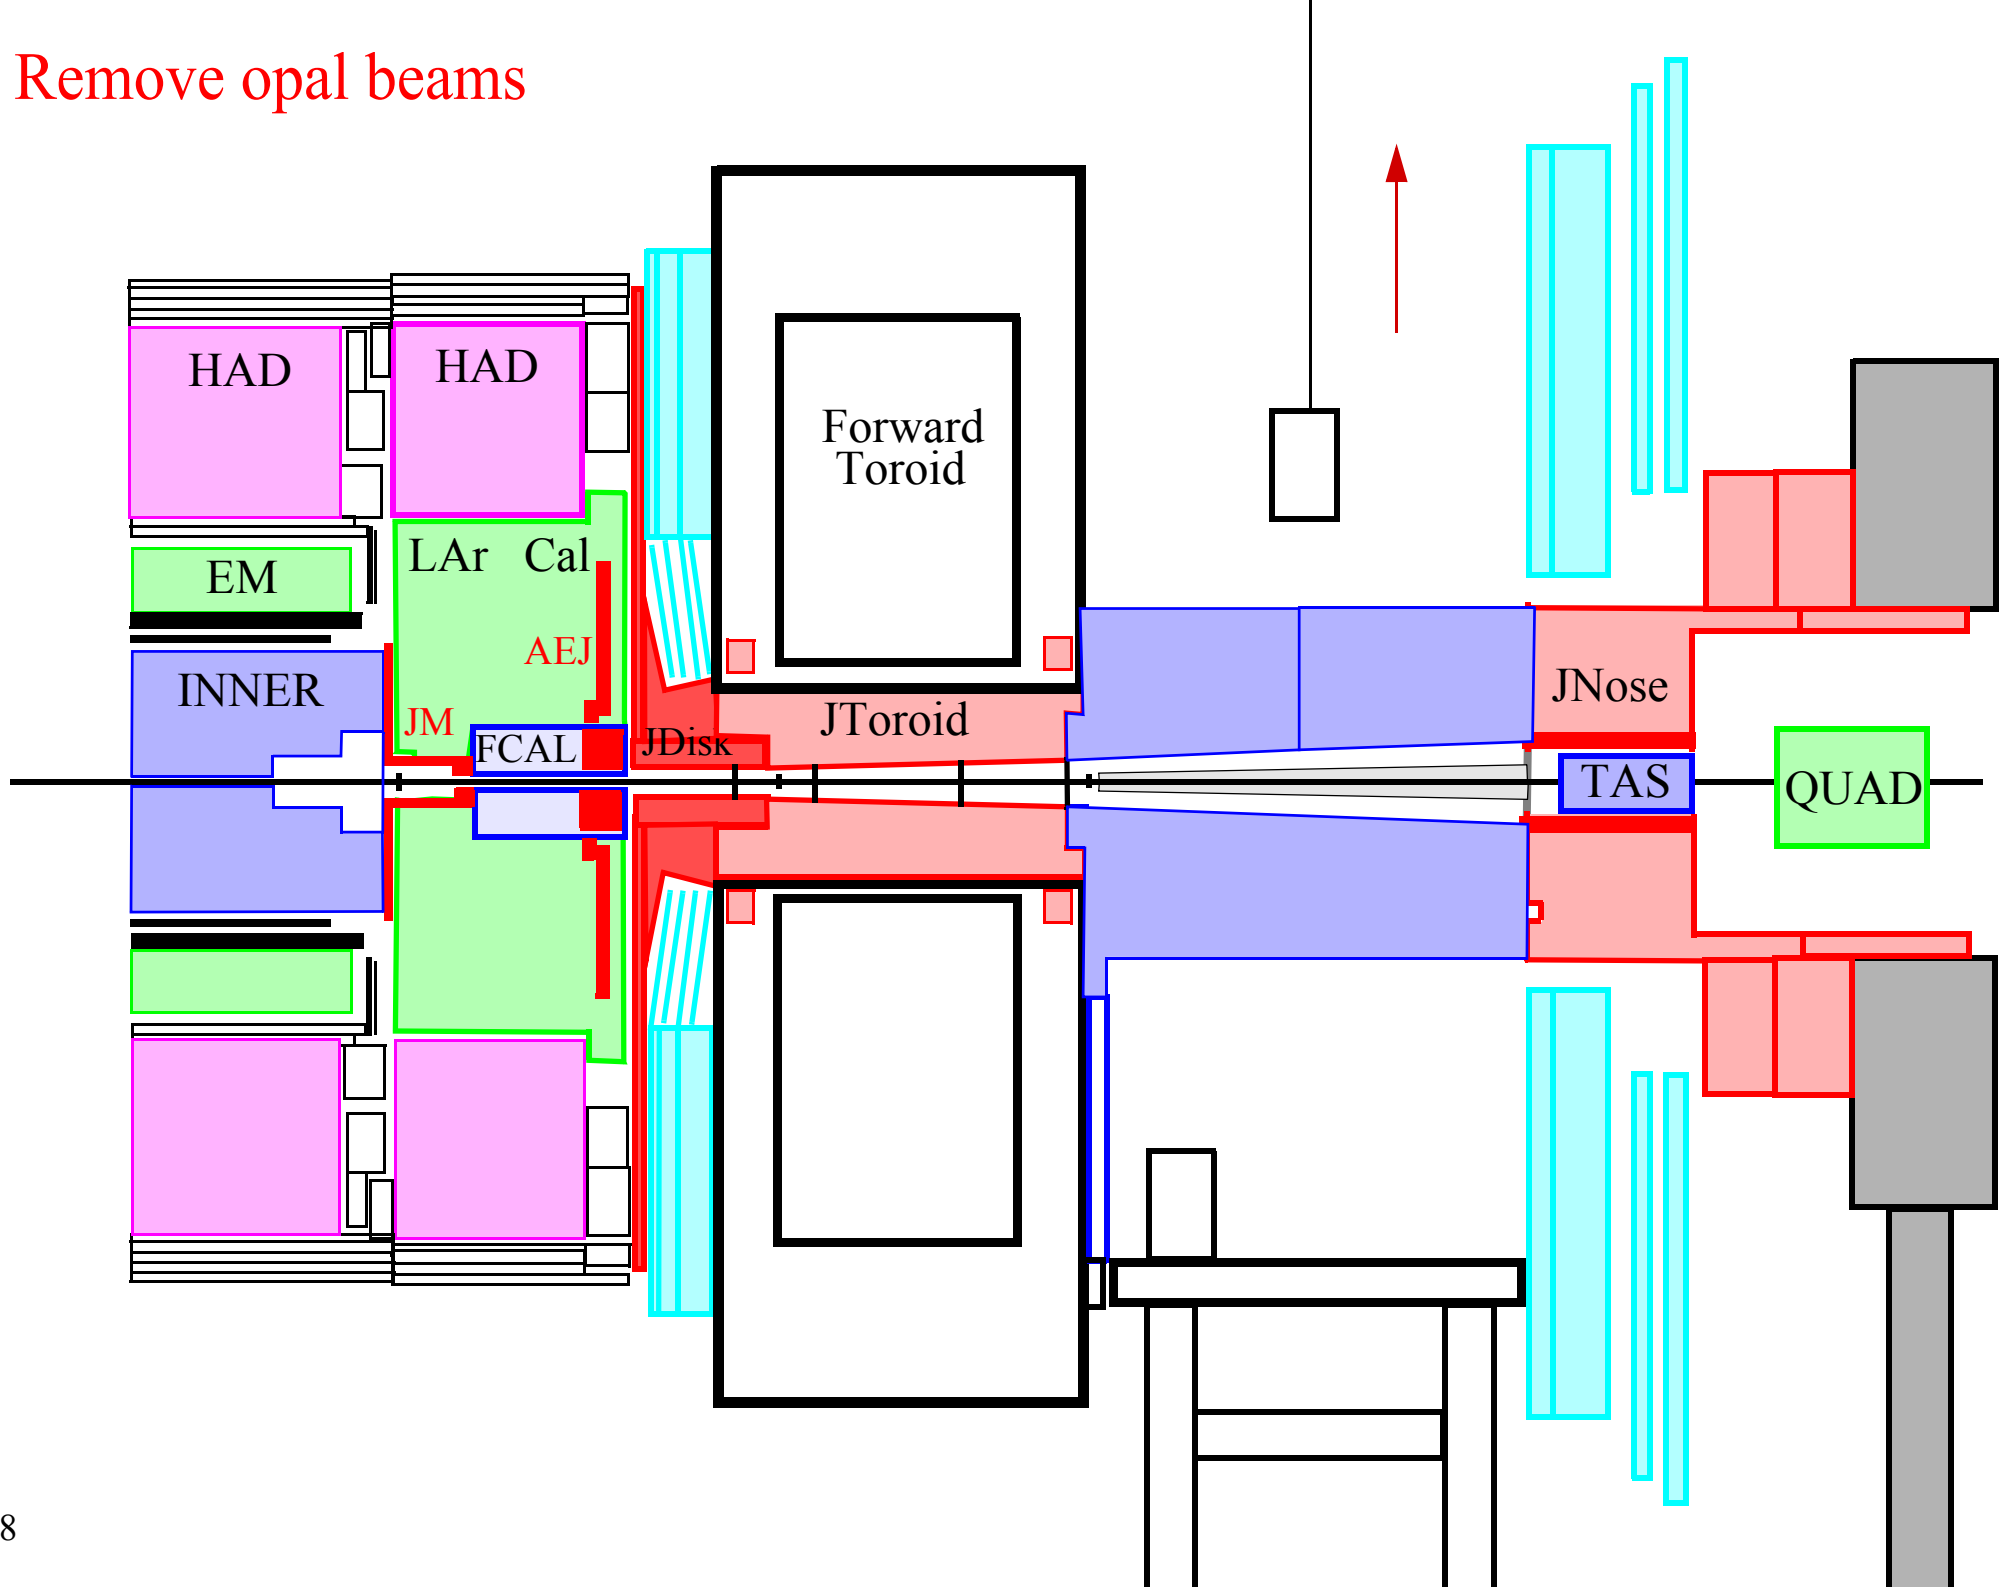 Remove opal beams
HAD
HAD
Forward
Toroid
LAr Cal
EM
AEJ
INNER
JM
FCAL
JDisk
JToroid
JNose
TAS
QUAD
8